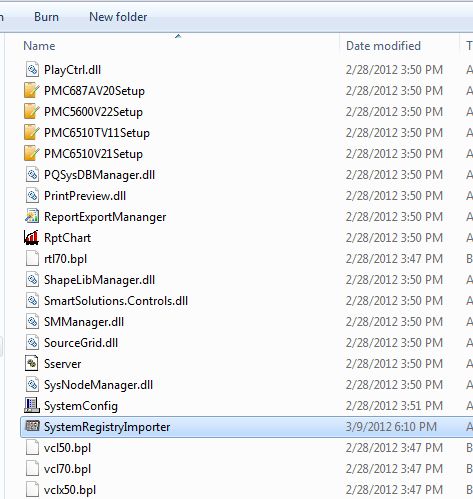 Burn New folder
Name Date modified T
PlayCtrl.dll 2/28/2012 3:50 PM A
PMC687AV20Setup 2/28/2012 3:50 PM A
PMC5600V22Setup 2/28/2012 3:50 PM A
PMC6510TV11Setup 2/28/2012 3:50 PM A
PMC6510V21Setup 2/28/2012 3:50 PM A
PQSysDBManager.dll 2/28/2012 3:50 PM A
PrintPreview.dll 2/28/2012 3:50 PM A
ReportExportMananger 2/28/2012 3:50 PM A
RptChart 2/28/2012 3:50 PM A
rtl70.bpl 2/28/2012 3:47 PM B
ShapeLibManager.dll 2/28/2012 3:50 PM A
SmartSolutions.Controls.dll 2/28/2012 3:50 PM A
SMManager.dll 2/28/2012 3:50 PM A
SourceGrid.dll 2/28/2012 3:50 PM A
Sserver 2/28/2012 3:50 PM A
SysNodeManager.dll 2/28/2012 3:50 PM A
SystemConfig 2/28/2012 3:51 PM A
SystemRegistryImporter 3/9/2012 6:10 PM A
vcl50.bpl 2/28/2012 3:47 PM B
vcl70.bpl 2/28/2012 3:47 PM B
vclx50.bpl 2/28/2012 3:47 PM B